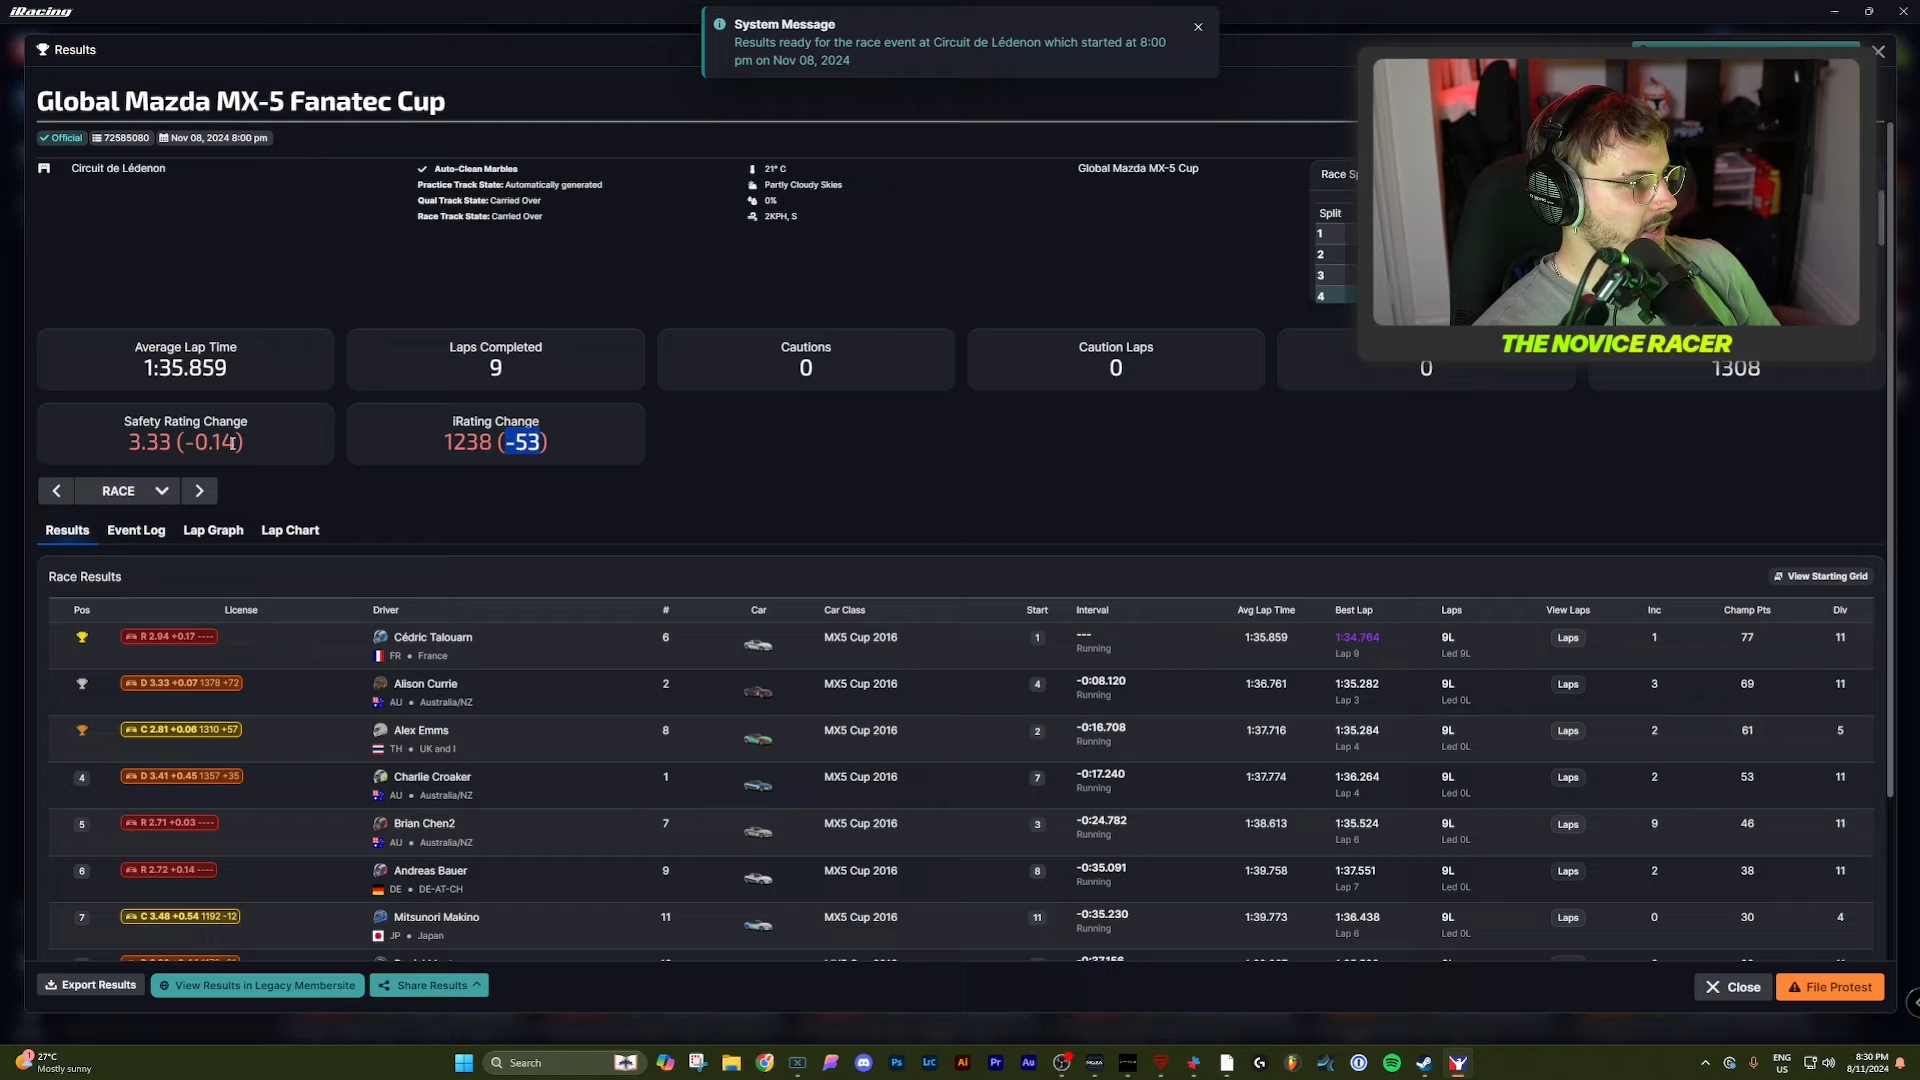 iRacing
Results
System Message
Results ready for the race event at Circuit de Lédenon which started at 8:00
pm on Nov 08, 2024
Global Mazda MX-5 Fanatec Cup
Official 72585080 Nov 08, 2024 8:00 pm
Circuit de Lédenon
Auto-Clean Marbles
Practice Track State: Automatically generated
Qual Track State: Carried Over
Race Track State: Carried Over
21° C
Partly Cloudy Skies
0%
2KPH, S
Global Mazda MX-5 Cup
Split
1
2
3
4
THE NOVICE RACER
Average Lap Time
1:35.859
Laps Completed
9
Cautions
0
Caution Laps
0
0
1308
Safety Rating Change
3.33 (-0.14)
iRating Change
1238 (-53)
RACE
Results Event Log Lap Graph Lap Chart
Race Results
View Starting Grid
Pos License Driver # Car Car Class Start Interval Avg Lap Time Best Lap Laps View Laps Inc Champ Pts Div
R 2.94 +0.17 ---- Cédric Talouarn 6 MX5 Cup 2016 1 --- 1:35.859 1:34.764 9L Laps 1 77 11
FR • France Running Lap 9 Led 9L
D 3.33 +0.07 1378 +72 Alison Currie 2 MX5 Cup 2016 4 -0:08.120 1:36.761 1:35.282 9L Laps 3 69 11
AU • Australia/NZ Running Lap 3 Led 0L
C 2.81 +0.06 1310 +57 Alex Emms 8 MX5 Cup 2016 2 -0:16.708 1:37.716 1:35.284 9L Laps 2 61 5
TH • UK and I Running Lap 4 Led 0L
4 D 3.41 +0.45 1357 +35 Charlie Croaker 1 MX5 Cup 2016 7 -0:17.240 1:37.774 1:36.264 9L Laps 2 53 11
AU • Australia/NZ Running Lap 4 Led 0L
5 R 2.71 +0.03 ---- Brian Chen2 7 MX5 Cup 2016 3 -0:24.782 1:38.613 1:35.524 9L Laps 9 46 11
AU • Australia/NZ Running Lap 6 Led 0L
6 R 2.72 +0.14 ---- Andreas Bauer 9 MX5 Cup 2016 8 -0:35.091 1:39.758 1:37.551 9L Laps 2 38 11
DE • DE-AT-CH Running Lap 7 Led 0L
7 C 3.48 +0.54 1192 -12 Mitsunori Makino 11 MX5 Cup 2016 11 -0:35.230 1:39.773 1:36.438 9L Laps 0 30 4
JP • Japan Running Lap 6 Led 0L
Export Results View Results in Legacy Membersite Share Results
Close File Protest
27°C
Mostly sunny
Search
Ps LrC Ai Pr Au
ENG
US
8:30 PM
8/11/2024